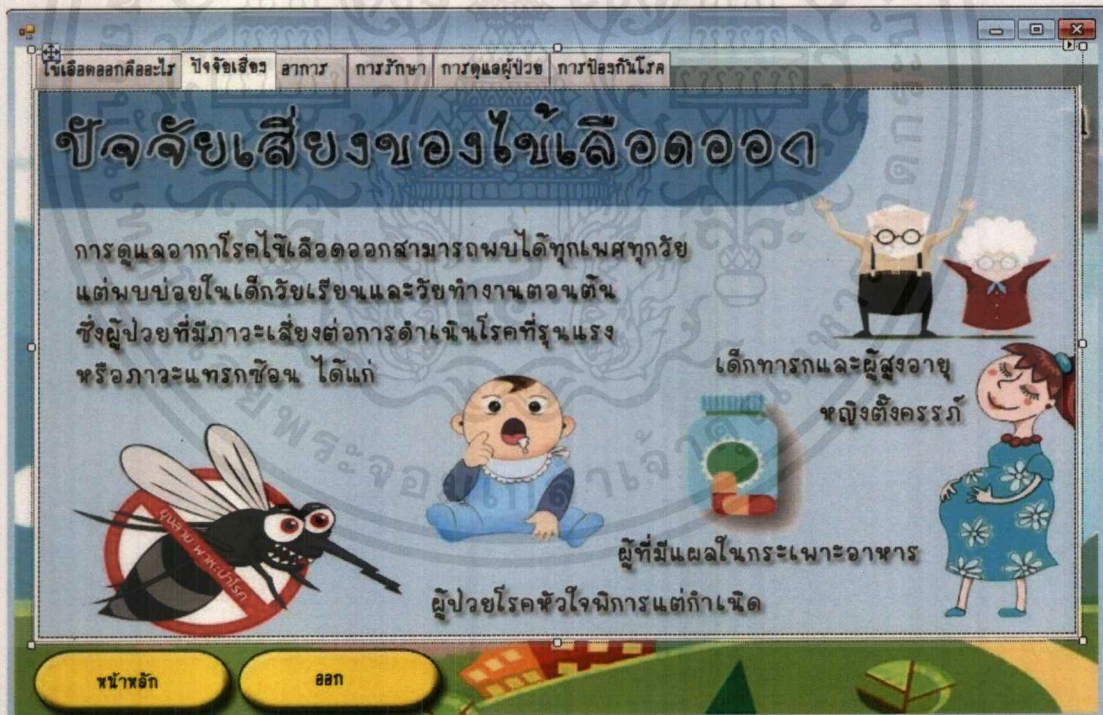 ไข้เลือดออกคืออะไร ปัจจัยเสี่ยง อาการ การรักษา การดูแลผู้ป่วย การป้องกันโรค
ปัจจัยเสี่ยงของไข้เลือดออก
การดูแลอากาโรคไข้เลือดออกสามารถพบได้ทุกเพศทุกวัย
แต่พบบ่อยในเด็กวัยเรียนและวัยทำงานตอนต้น
ซึ่งผู้ป่วยที่มีภาวะเสี่ยงต่อการดำเนินโรคที่รุนแรง
หรือภาวะแทรกซ้อน ได้แก่
เด็กทารกและผู้สูงอายุ
หญิงตั้งครรภ์
ยุงลาย พาหะนำโรค
ผู้ที่มีแผลในกระเพาะอาหาร
ผู้ป่วยโรคหัวใจพิการแต่กำเนิด
หน้าหลัก ออก